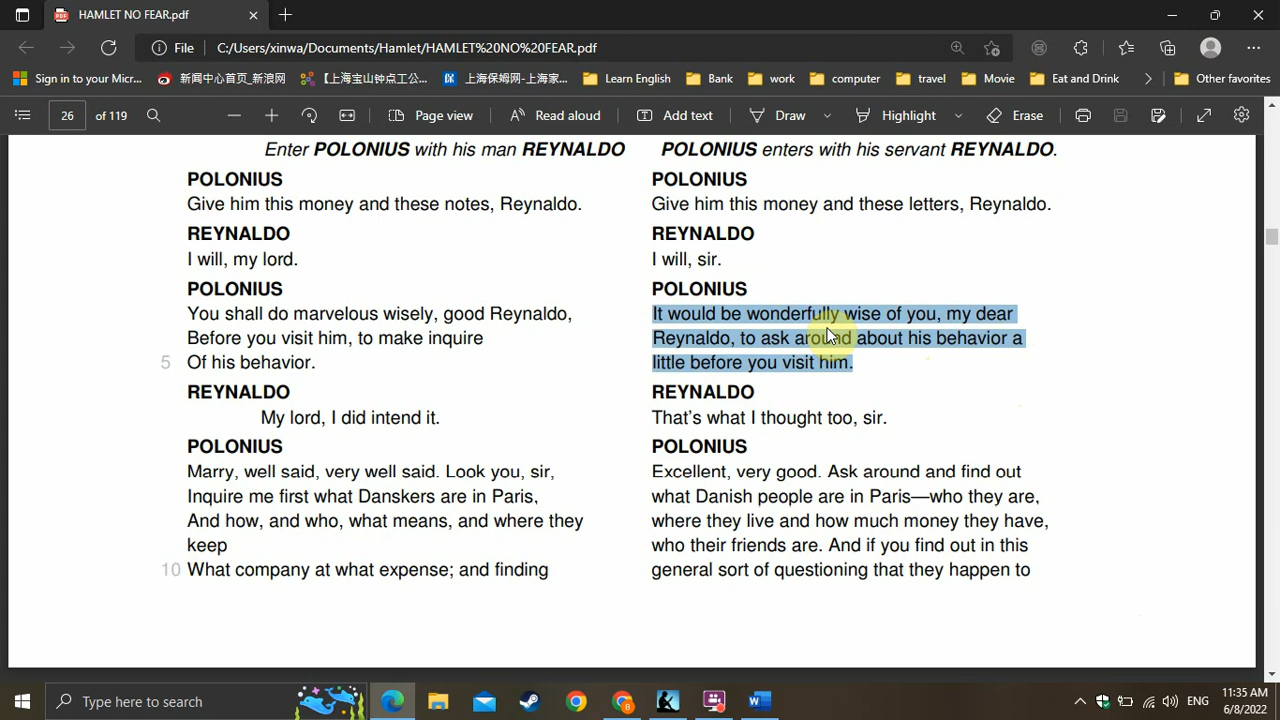 HAMLET NO FEAR.pdf
File C:/Users/xinwa/Documents/Hamlet/HAMLET%20NO%20FEAR.pdf
Sign in to your Micr... 新闻中心首页_新浪网 【上海宝山钟点工公... 上海保姆网-上海家... Learn English Bank work computer travel Movie Eat and Drink Other favorites
26 of 119 Page view Read aloud Add text Draw Highlight Erase
Enter POLONIUS with his man REYNALDO
POLONIUS
Give him this money and these notes, Reynaldo.
REYNALDO
I will, my lord.
POLONIUS
You shall do marvelous wisely, good Reynaldo,
Before you visit him, to make inquire
5 Of his behavior.
REYNALDO
My lord, I did intend it.
POLONIUS
Marry, well said, very well said. Look you, sir,
Inquire me first what Danskers are in Paris,
And how, and who, what means, and where they
keep
10 What company at what expense; and finding
POLONIUS enters with his servant REYNALDO.
POLONIUS
Give him this money and these letters, Reynaldo.
REYNALDO
I will, sir.
POLONIUS
It would be wonderfully wise of you, my dear
Reynaldo, to ask around about his behavior a
little before you visit him.
REYNALDO
That's what I thought too, sir.
POLONIUS
Excellent, very good. Ask around and find out
what Danish people are in Paris—who they are,
where they live and how much money they have,
who their friends are. And if you find out in this
general sort of questioning that they happen to
Type here to search
ENG
11:35 AM
6/8/2022